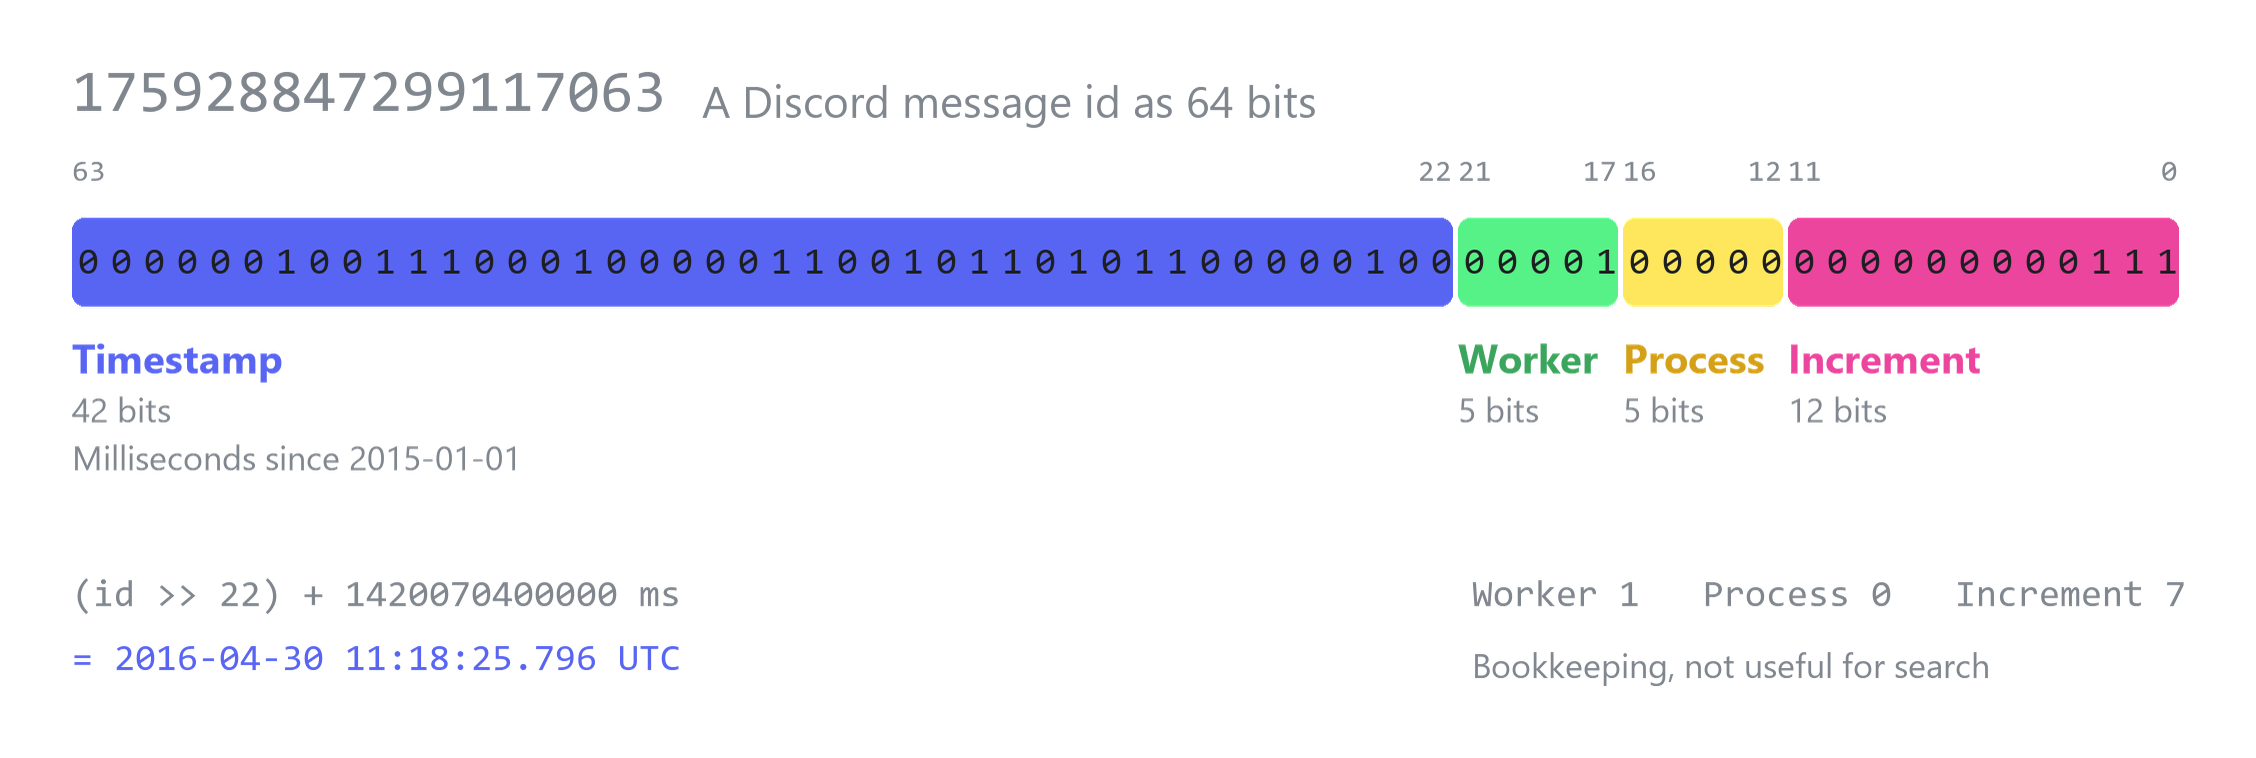 175928847299117063 A Discord message id as 64 bits
63 22 21 17 16 12 11 0
0 0 0 0 0 0 1 0 0 1 1 1 0 0 0 1 0 0 0 0 0 1 1 0 0 1 0 1 1 0 1 0 1 1 0 0 0 0 0 1 0 0 0 0 0 0 1 0 0 0 0 0 0 0 0 0 0 0 0 0 0 1 1 1
Timestamp Worker Process Increment
42 bits 5 bits 5 bits 12 bits
Milliseconds since 2015-01-01
(id >> 22) + 1420070400000 ms Worker 1 Process 0 Increment 7
= 2016-04-30 11:18:25.796 UTC
Bookkeeping, not useful for search